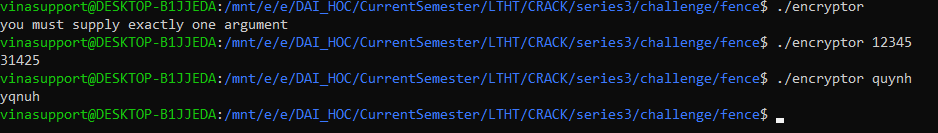 vinasupport@DESKTOP-B1JJEDA:/mnt/e/e/DAI_HOC/CurrentSemester/LTHT/CRACK/series3/challenge/fence$ ./encryptor
you must supply exactly one argument
vinasupport@DESKTOP-B1JJEDA:/mnt/e/e/DAI_HOC/CurrentSemester/LTHT/CRACK/series3/challenge/fence$ ./encryptor 12345
31425
vinasupport@DESKTOP-B1JJEDA:/mnt/e/e/DAI_HOC/CurrentSemester/LTHT/CRACK/series3/challenge/fence$ ./encryptor quynh
yqnuh
vinasupport@DESKTOP-B1JJEDA:/mnt/e/e/DAI_HOC/CurrentSemester/LTHT/CRACK/series3/challenge/fence$